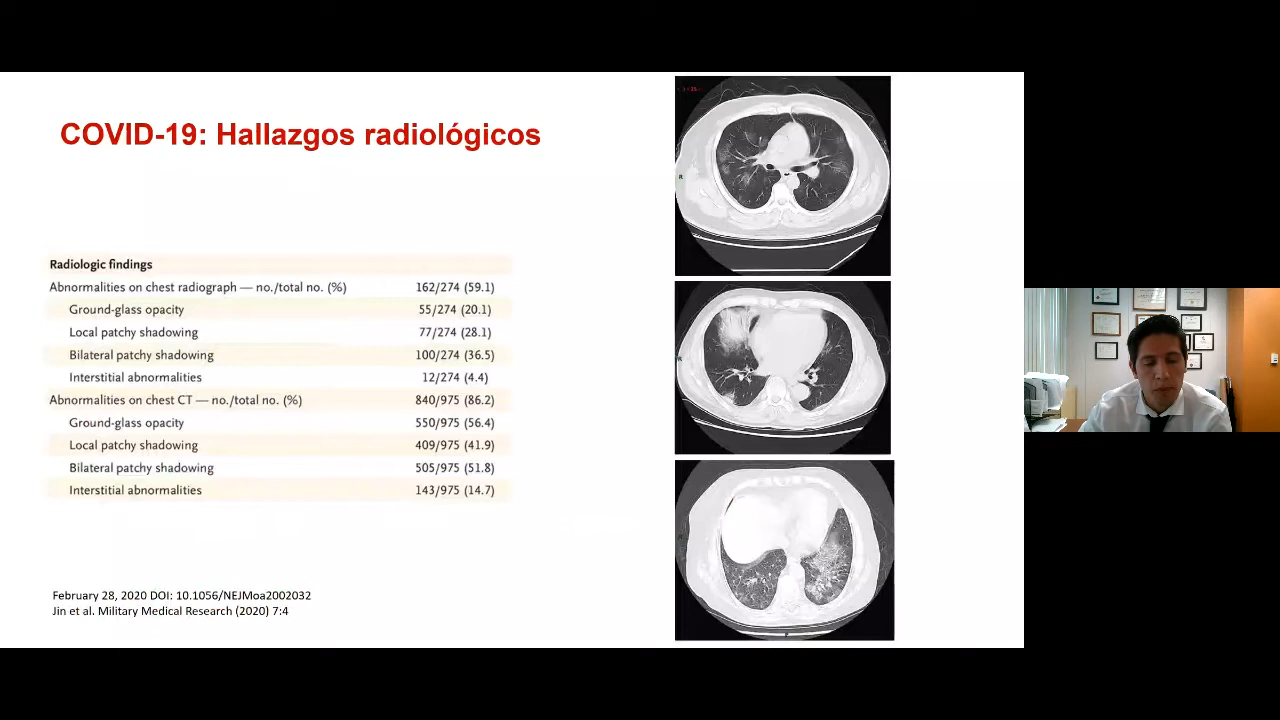 COVID-19: Hallazgos radiológicos
Radiologic findings
Abnormalities on chest radiograph — no./total no. (%) 162/274 (59.1)
Ground-glass opacity 55/274 (20.1)
Local patchy shadowing 77/274 (28.1)
Bilateral patchy shadowing 100/274 (36.5)
Interstitial abnormalities 12/274 (4.4)
Abnormalities on chest CT — no./total no. (%) 840/975 (86.2)
Ground-glass opacity 550/975 (56.4)
Local patchy shadowing 409/975 (41.9)
Bilateral patchy shadowing 505/975 (51.8)
Interstitial abnormalities 143/975 (14.7)
February 28, 2020 DOI: 10.1056/NEJMoa2002032
Jin et al. Military Medical Research (2020) 7:4
R